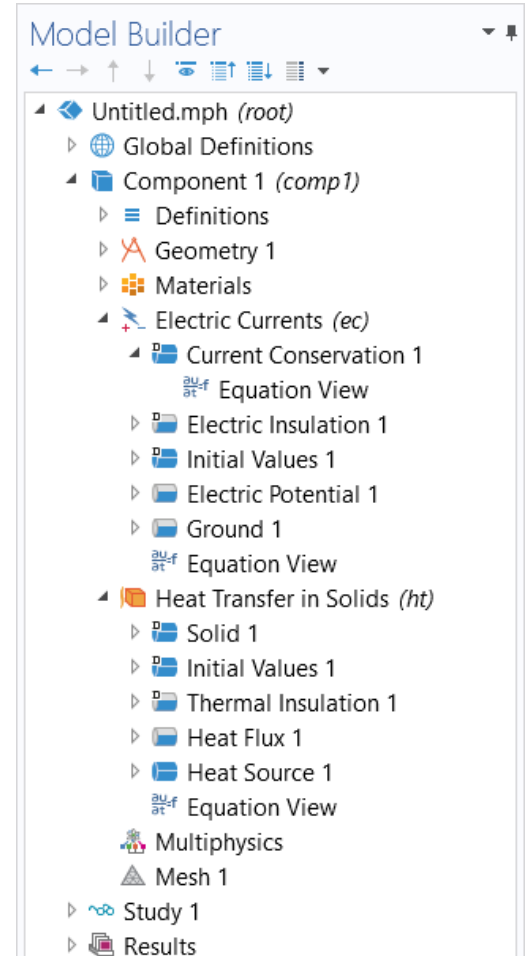 Model Builder
Untitled.mph (root)
Global Definitions
Component 1 (comp1)
Definitions
Geometry 1
Materials
Electric Currents (ec)
Current Conservation 1
Equation View
Electric Insulation 1
Initial Values 1
Electric Potential 1
Ground 1
Equation View
Heat Transfer in Solids (ht)
Solid 1
Initial Values 1
Thermal Insulation 1
Heat Flux 1
Heat Source 1
Equation View
Multiphysics
Mesh 1
Study 1
Results